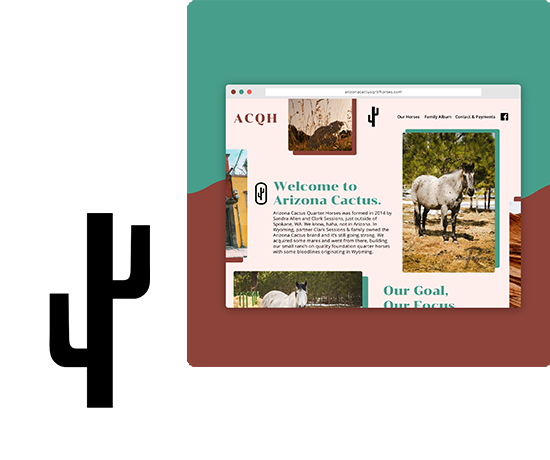 arizonacactusqrtrhorses.com
ACQH
Our Horses Family Album Contact & Payments
Welcome to
Arizona Cactus.
Arizona Cactus Quarter Horses was formed in 2014 by
Sandra Allen and Clark Sessions, just outside of
Spokane, WA. We know, haha, not in Arizona. In
Wyoming, partner Clark Sessions & family owned the
Arizona Cactus brand and it's still going strong. We
acquired some mares and went from there, building
our small ranch on quality foundation quarter horses
with some bloodlines originating in Wyoming.
Our Goal,
Our Focus